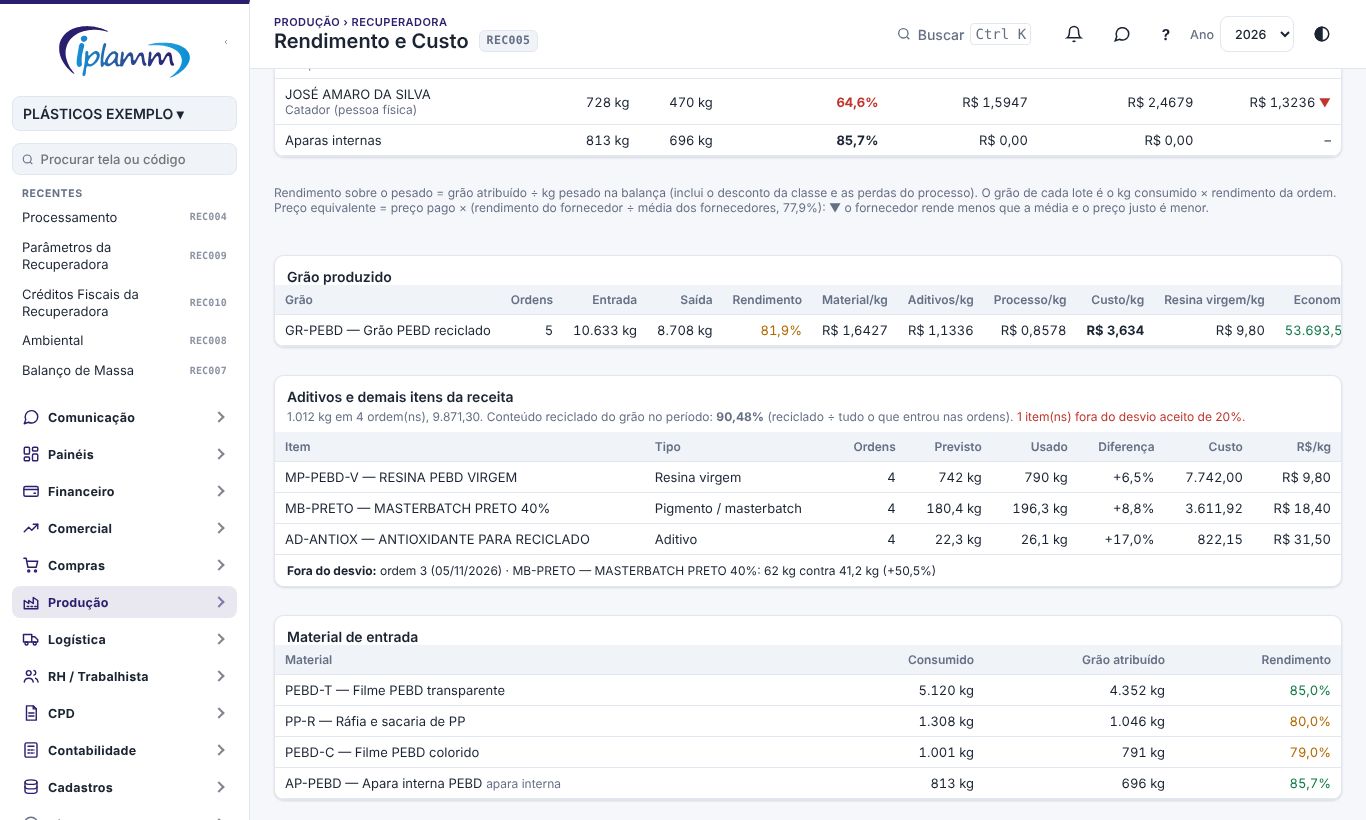 iplamm
PLÁSTICOS EXEMPLO ▾
Procurar tela ou código
RECENTES
Processamento REC004
Parâmetros da
Recuperadora REC009
Créditos Fiscais da
Recuperadora REC010
Ambiental REC008
Balanço de Massa REC007
Comunicação
Painéis
Financeiro
Comercial
Compras
Produção
Logística
RH / Trabalhista
CPD
Contabilidade
Cadastros
PRODUÇÃO › RECUPERADORA
Rendimento e Custo REC005
Buscar Ctrl K ? Ano 2026
JOSÉ AMARO DA SILVA
Catador (pessoa física) 728 kg 470 kg 64,6% R$ 1,5947 R$ 2,4679 R$ 1,3236 ▼
Aparas internas 813 kg 696 kg 85,7% R$ 0,00 R$ 0,00 –
Rendimento sobre o pesado = grão atribuído ÷ kg pesado na balança (inclui o desconto da classe e as perdas do processo). O grão de cada lote é o kg consumido × rendimento da ordem.
Preço equivalente = preço pago × (rendimento do fornecedor ÷ média dos fornecedores, 77,9%): ▼ o fornecedor rende menos que a média e o preço justo é menor.
Grão produzido
Grão Ordens Entrada Saída Rendimento Material/kg Aditivos/kg Processo/kg Custo/kg Resina virgem/kg Econom
GR-PEBD — Grão PEBD reciclado 5 10.633 kg 8.708 kg 81,9% R$ 1,6427 R$ 1,1336 R$ 0,8578 R$ 3,634 R$ 9,80 53.693,5
Aditivos e demais itens da receita
1.012 kg em 4 ordem(ns), 9.871,30. Conteúdo reciclado do grão no período: 90,48% (reciclado ÷ tudo o que entrou nas ordens). 1 item(ns) fora do desvio aceito de 20%.
Item Tipo Ordens Previsto Usado Diferença Custo R$/kg
MP-PEBD-V — RESINA PEBD VIRGEM Resina virgem 4 742 kg 790 kg +6,5% 7.742,00 R$ 9,80
MB-PRETO — MASTERBATCH PRETO 40% Pigmento / masterbatch 4 180,4 kg 196,3 kg +8,8% 3.611,92 R$ 18,40
AD-ANTIOX — ANTIOXIDANTE PARA RECICLADO Aditivo 4 22,3 kg 26,1 kg +17,0% 822,15 R$ 31,50
Fora do desvio: ordem 3 (05/11/2026) · MB-PRETO — MASTERBATCH PRETO 40%: 62 kg contra 41,2 kg (+50,5%)
Material de entrada
Material Consumido Grão atribuído Rendimento
PEBD-T — Filme PEBD transparente 5.120 kg 4.352 kg 85,0%
PP-R — Ráfia e sacaria de PP 1.308 kg 1.046 kg 80,0%
PEBD-C — Filme PEBD colorido 1.001 kg 791 kg 79,0%
AP-PEBD — Apara interna PEBD apara interna 813 kg 696 kg 85,7%